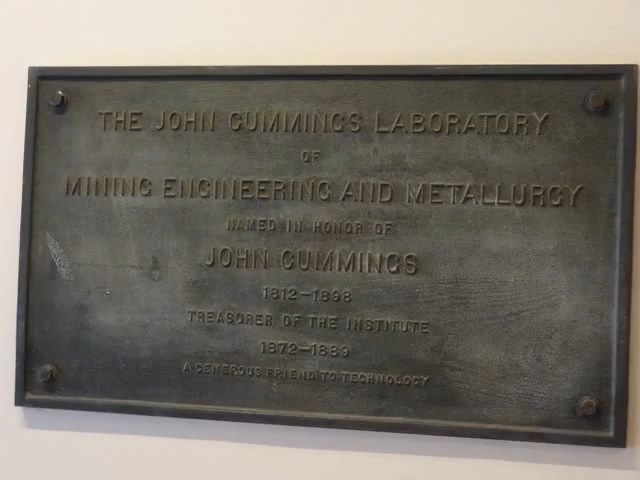 THE JOHN CUMMINGS LABORATORY
OF
MINING ENGINEERING AND METALLURGY
NAMED IN HONOR OF
JOHN CUMMINGS
1812–1898
TREASURER OF THE INSTITUTE
1872–1889
A GENEROUS FRIEND TO TECHNOLOGY